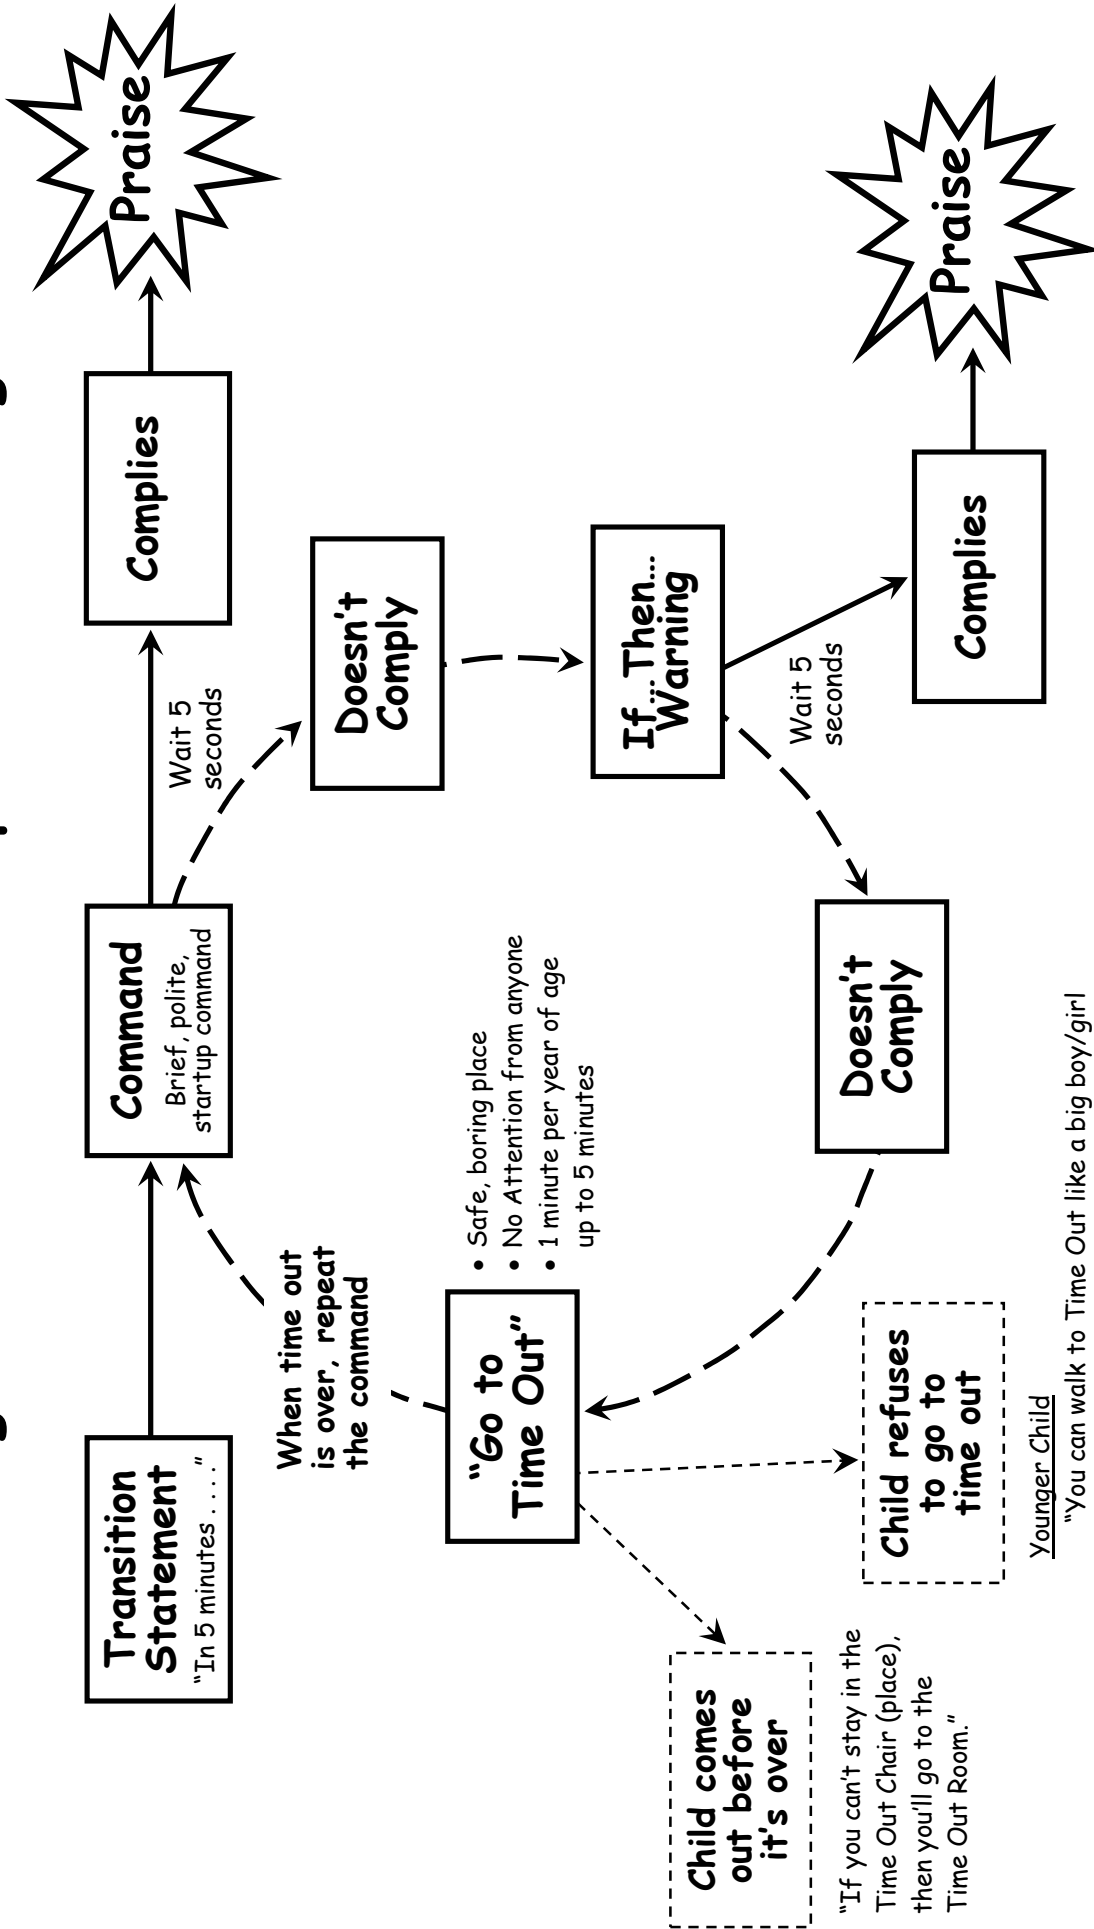 Transition
Statement
“In 5 minutes . . . .”
Command
Brief, polite,
startup command
Wait 5
seconds
Complies
Praise
Doesn't
Comply
If...Then...
Warning
Wait 5
seconds
Complies
Praise
Doesn't
Comply
“Go to
Time Out”
• Safe, boring place
• No Attention from anyone
• 1 minute per year of age
up to 5 minutes
When time out
is over, repeat
the command
Child comes
out before
it's over
“If you can't stay in the
Time Out Chair (place),
then you'll go to the
Time Out Room.”
Child refuses
to go to
time out
Younger Child
“You can walk to Time Out like a big boy/girl